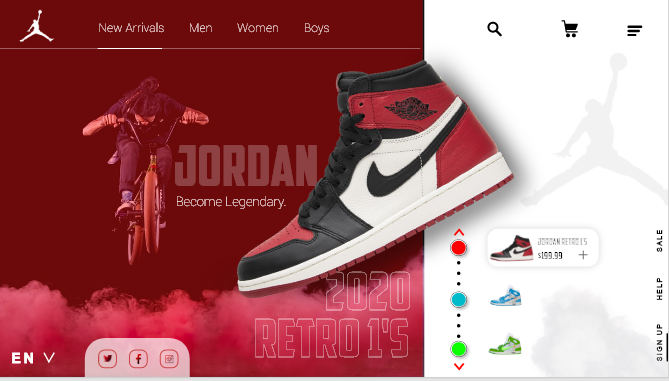 New Arrivals Men Women Boys
JORDAN
Become Legendary.
2020
RETRO 1'S
JORDAN RETRO 1'S
$199.99 +
SALE
HELP
SIGN UP
EN